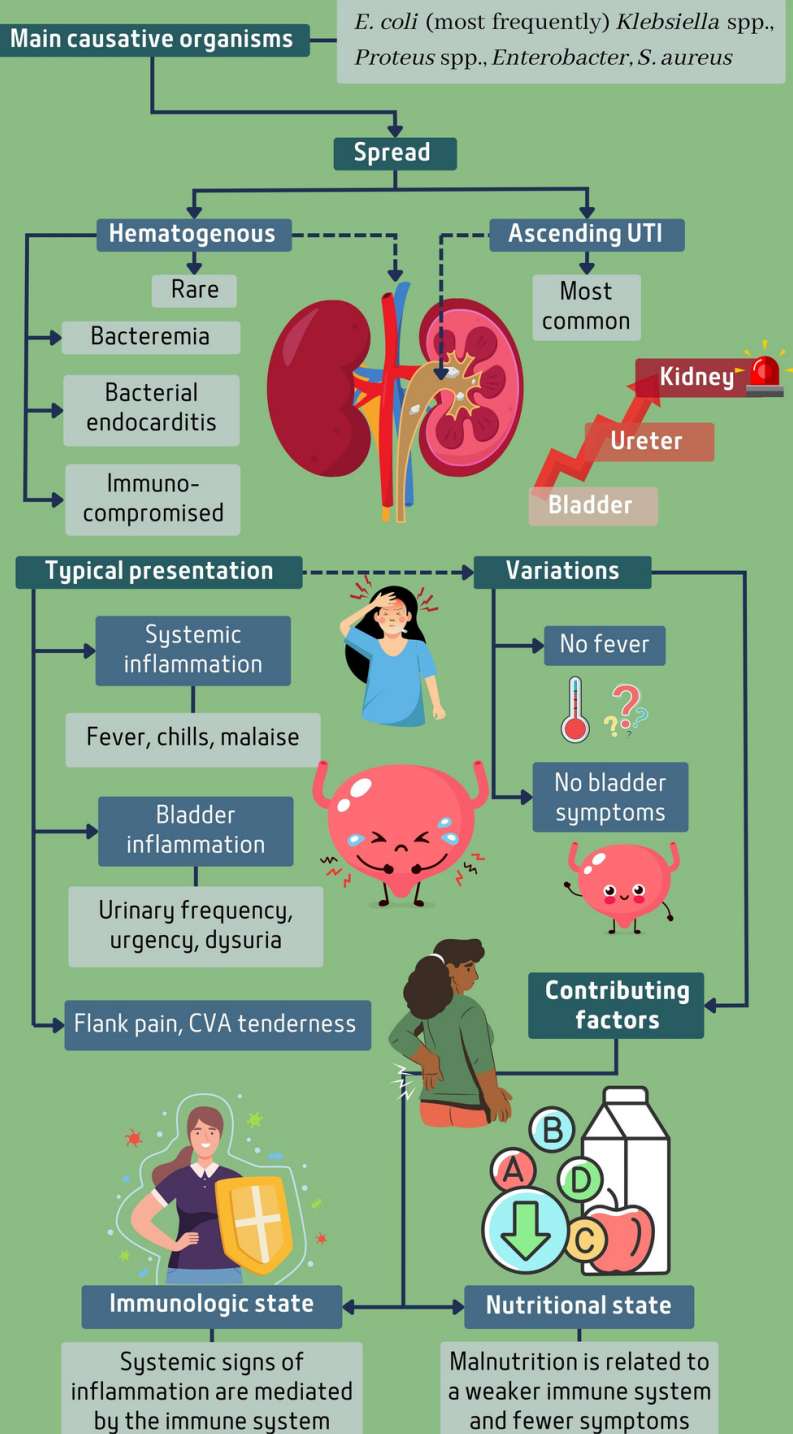 Main causative organisms
E. coli (most frequently) Klebsiella spp.,
Proteus spp., Enterobacter, S. aureus
Spread
Hematogenous
Ascending UTI
Rare
Most
common
Bacteremia
Bacterial
endocarditis
Immuno-
compromised
Kidney
Ureter
Bladder
Typical presentation
Variations
Systemic
inflammation
No fever
Fever, chills, malaise
? ? ? ?
No bladder
symptoms
Bladder
inflammation
Urinary frequency,
urgency, dysuria
Flank pain, CVA tenderness
Contributing
factors
B
A
D
C
Immunologic state
Nutritional state
Systemic signs of
inflammation are mediated
by the immune system
Malnutrition is related to
a weaker immune system
and fewer symptoms